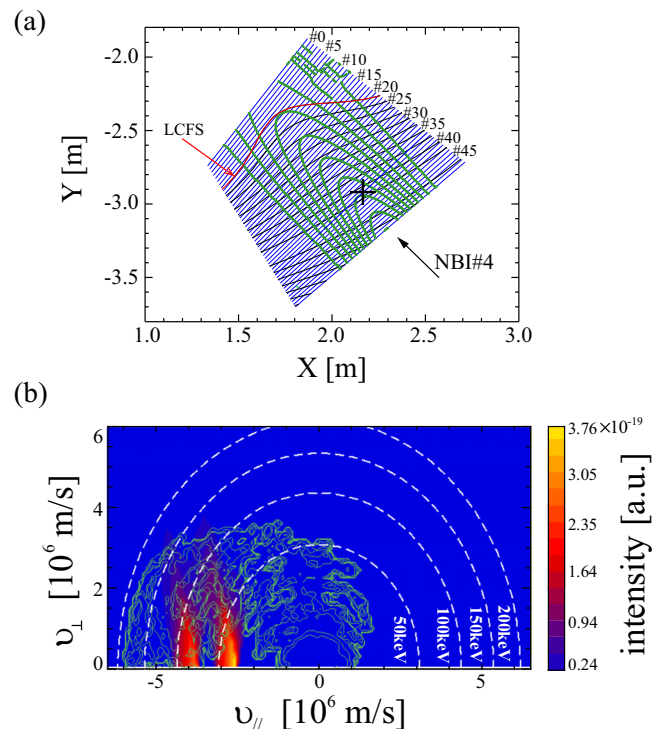 (a)
-2.0
-2.5
-3.0
-3.5
Y [m]
#0
#5
#10
#15
#20
#25
#30
#35
#40
#45
LCFS
NBI#4
1.0 1.5 2.0 2.5 3.0
X [m]
(b)
6
4
2
0
υ⊥ [10⁶ m/s]
50keV
100keV
150keV
200keV
-5 0 5
υ// [10⁶ m/s]
3.76×10⁻¹⁹
3.05
2.35
1.64
0.94
0.24
intensity [a.u.]